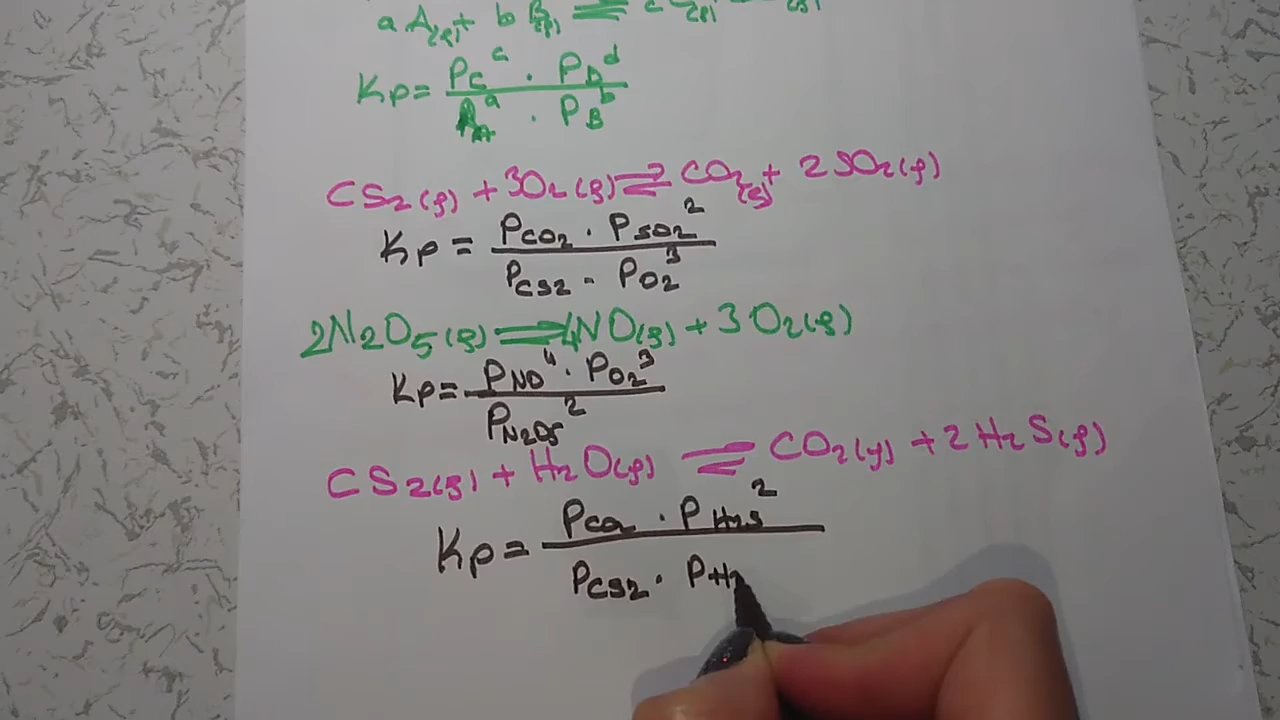 a A(g) + b B(g) ⇌ c
Kp = PC^c · PD^d / PA^a · PB^b
CS2(g) + 3O2(g) ⇌ CO2(g) + 2SO2(g)
Kp = PCO2 · PSO2^2 / PCS2 · PO2^3
2N2O5(g) ⇌ 4NO(g) + 3O2(g)
Kp = PNO^4 · PO2^3 / PN2O5^2
CS2(g) + H2O(g) ⇌ CO2(g) + 2H2S(g)
Kp = PCO2 · PH2S^2 / PCS2 · PH2